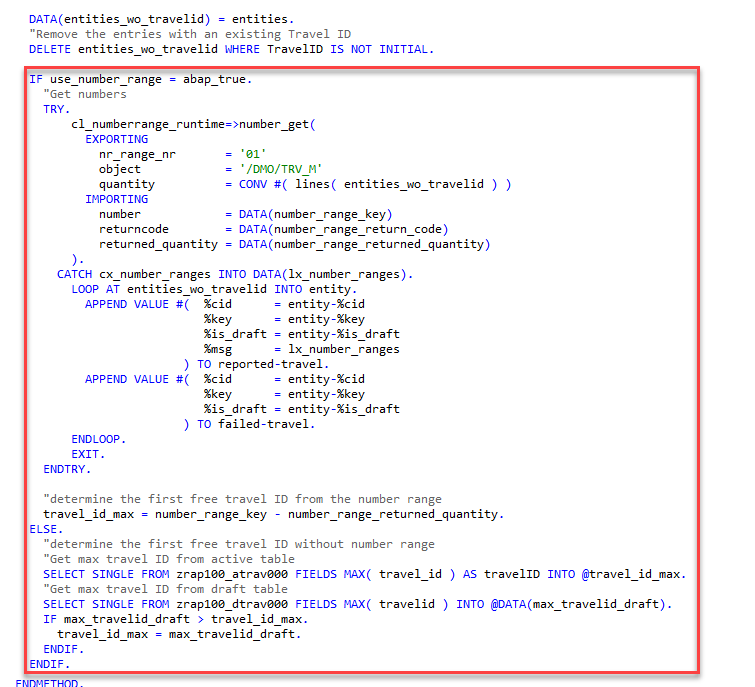 DATA(entities_wo_travelid) = entities.
"Remove the entries with an existing Travel ID
DELETE entities_wo_travelid WHERE TravelID IS NOT INITIAL.
IF use_number_range = abap_true.
"Get numbers
TRY.
cl_numberrange_runtime=>number_get(
EXPORTING
nr_range_nr = '01'
object = '/DMO/TRV_M'
quantity = CONV #( lines( entities_wo_travelid ) )
IMPORTING
number = DATA(number_range_key)
returncode = DATA(number_range_return_code)
returned_quantity = DATA(number_range_returned_quantity)
).
CATCH cx_number_ranges INTO DATA(lx_number_ranges).
LOOP AT entities_wo_travelid INTO entity.
APPEND VALUE #( %cid = entity-%cid
%key = entity-%key
%is_draft = entity-%is_draft
%msg = lx_number_ranges
) TO reported-travel.
APPEND VALUE #( %cid = entity-%cid
%key = entity-%key
%is_draft = entity-%is_draft
) TO failed-travel.
ENDLOOP.
EXIT.
ENDTRY.
"determine the first free travel ID from the number range
travel_id_max = number_range_key - number_range_returned_quantity.
ELSE.
"determine the first free travel ID without number range
"Get max travel ID from active table
SELECT SINGLE FROM zrap100_atrav000 FIELDS MAX( travel_id ) AS travelID INTO @travel_id_max.
"Get max travel ID from draft table
SELECT SINGLE FROM zrap100_dtrav000 FIELDS MAX( travelid ) INTO @DATA(max_travelid_draft).
IF max_travelid_draft > travel_id_max.
travel_id_max = max_travelid_draft.
ENDIF.
ENDIF.
ENDMETHOD.